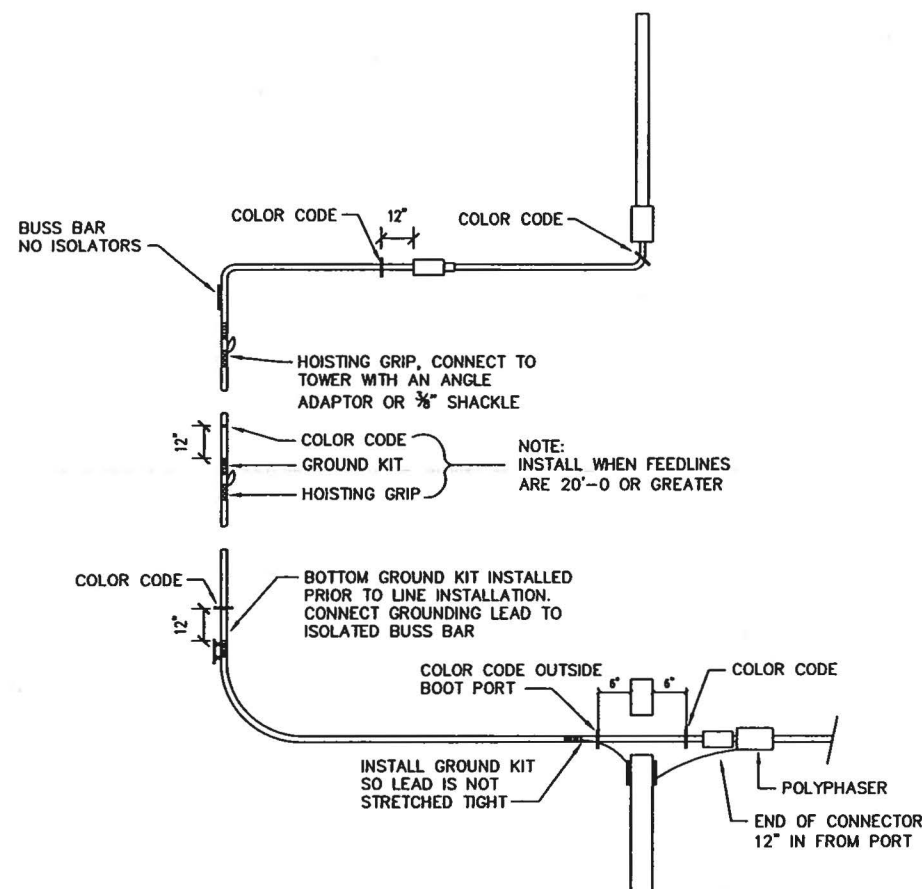 COLOR CODE
12"
COLOR CODE
BUSS BAR
NO ISOLATORS
HOISTING GRIP, CONNECT TO
TOWER WITH AN ANGLE
ADAPTOR OR ⅜" SHACKLE
12"
COLOR CODE
GROUND KIT
HOISTING GRIP
NOTE:
INSTALL WHEN FEEDLINES
ARE 20'-0 OR GREATER
COLOR CODE
12"
BOTTOM GROUND KIT INSTALLED
PRIOR TO LINE INSTALLATION.
CONNECT GROUNDING LEAD TO
ISOLATED BUSS BAR
COLOR CODE OUTSIDE
BOOT PORT
6"
6"
COLOR CODE
INSTALL GROUND KIT
SO LEAD IS NOT
STRETCHED TIGHT
POLYPHASER
END OF CONNECTOR
12" IN FROM PORT